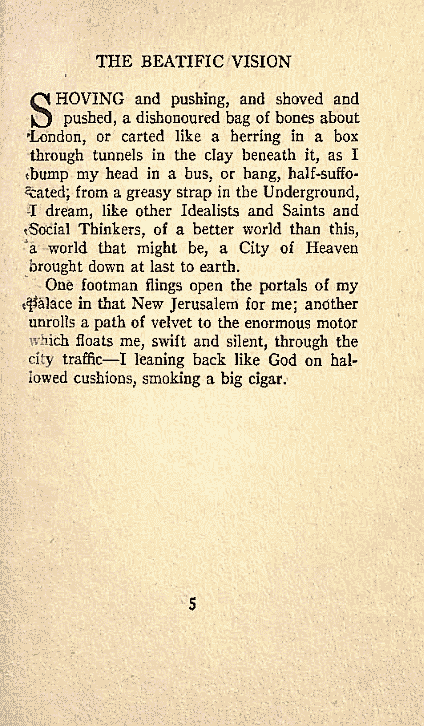 THE BEATIFIC VISION
SHOVING and pushing, and shoved and
pushed, a dishonoured bag of bones about
London, or carted like a herring in a box
through tunnels in the clay beneath it, as I
bump my head in a bus, or hang, half-suffo-
cated, from a greasy strap in the Underground,
I dream, like other Idealists and Saints and
Social Thinkers, of a better world than this,
a world that might be, a City of Heaven
brought down at last to earth.
One footman flings open the portals of my
palace in that New Jerusalem for me; another
unrolls a path of velvet to the enormous motor
which floats me, swift and silent, through the
city traffic—I leaning back like God on hal-
lowed cushions, smoking a big cigar.
5